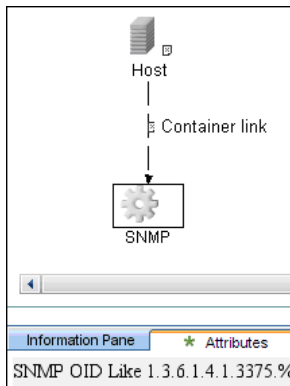 Host
Container link
SNMP
Information Pane
* Attributes
SNMP OID Like 1.3.6.1.4.1.3375.%